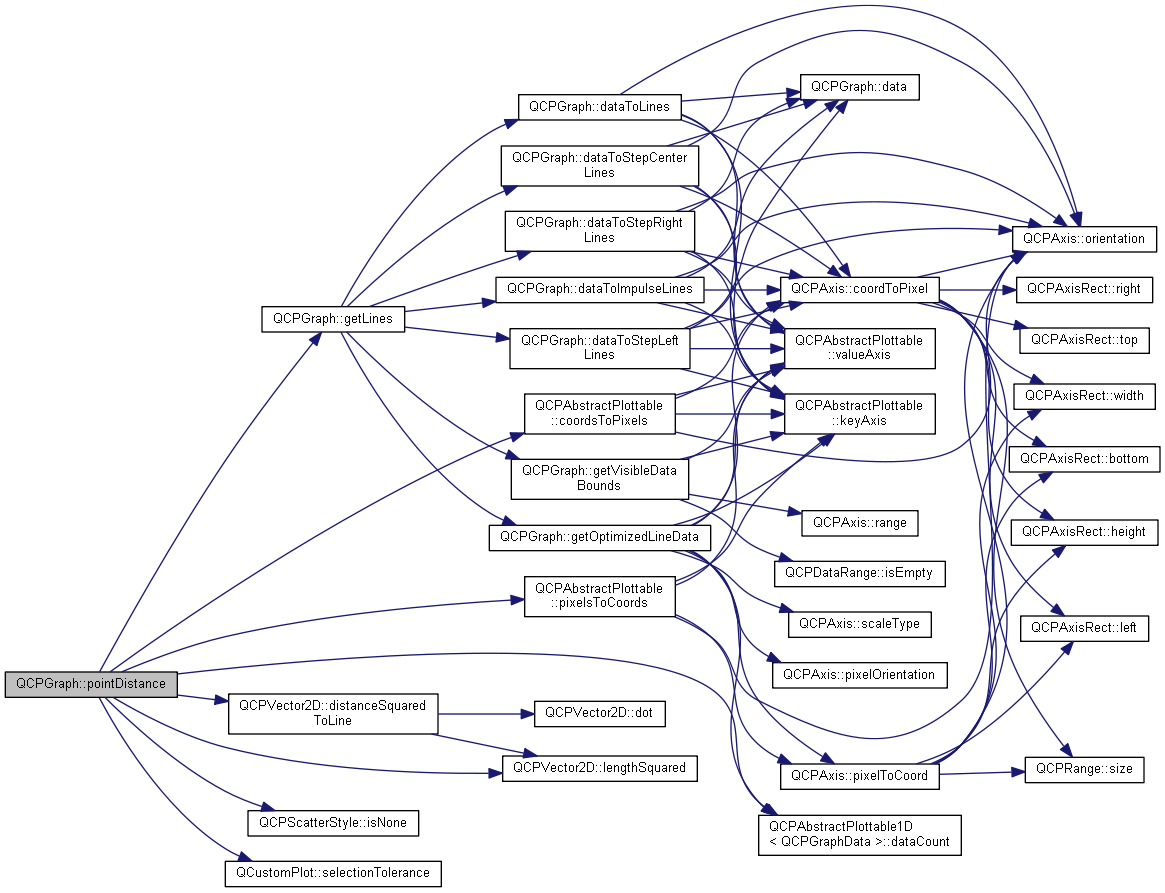 QCPGraph::pointDistance
QCPGraph::getLines
QCPVector2D::distanceSquared
ToLine
QCPScatterStyle::isNone
QCustomPlot::selectionTolerance
QCPGraph::dataToLines
QCPGraph::dataToStepCenter
Lines
QCPGraph::dataToStepRight
Lines
QCPGraph::dataToImpulseLines
QCPGraph::dataToStepLeft
Lines
QCPAbstractPlottable
::coordsToPixels
QCPGraph::getVisibleData
Bounds
QCPGraph::getOptimizedLineData
QCPAbstractPlottable
::pixelsToCoords
QCPVector2D::dot
QCPVector2D::lengthSquared
QCPGraph::data
QCPAxis::coordToPixel
QCPAbstractPlottable
::valueAxis
QCPAbstractPlottable
::keyAxis
QCPAxis::range
QCPDataRange::isEmpty
QCPAxis::scaleType
QCPAxis::pixelOrientation
QCPAxis::pixelToCoord
QCPAbstractPlottable1D
< QCPGraphData >::dataCount
QCPAxis::orientation
QCPAxisRect::right
QCPAxisRect::top
QCPAxisRect::width
QCPAxisRect::bottom
QCPAxisRect::height
QCPAxisRect::left
QCPRange::size